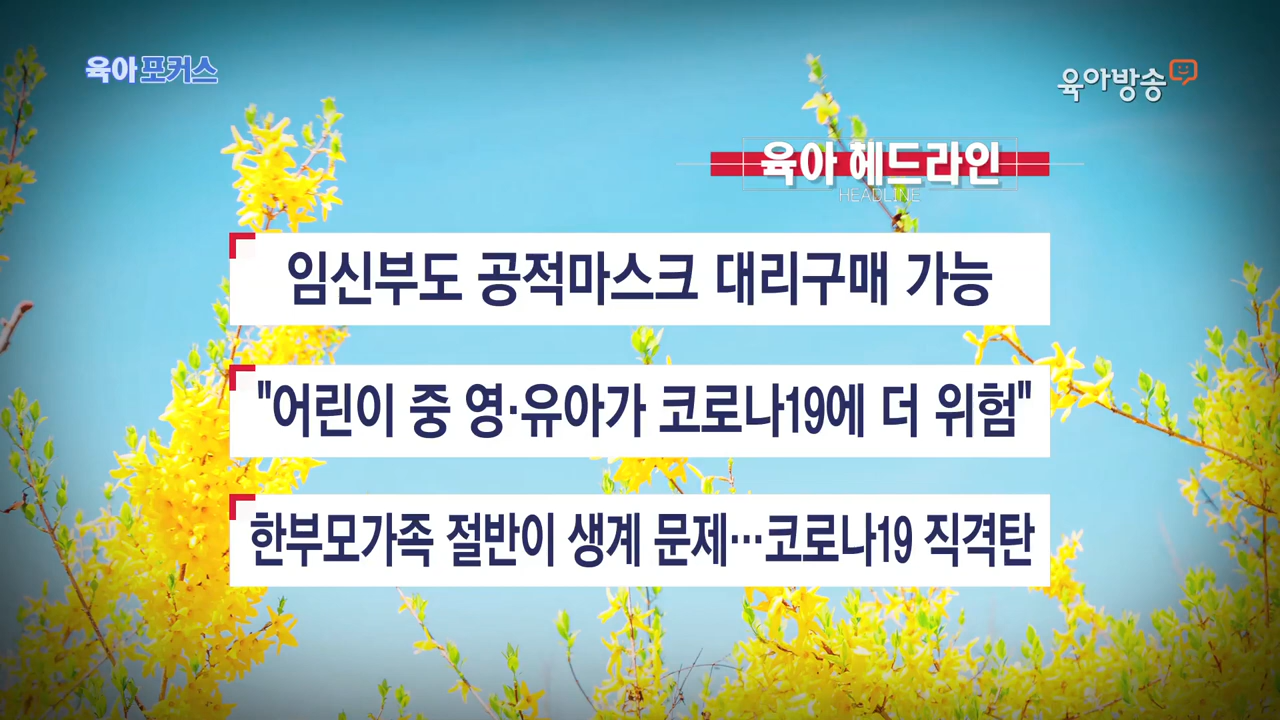 육아포커스
육아방송
육아 헤드라인
HEADLINE
임신부도 공적마스크 대리구매 가능
"어린이 중 영·유아가 코로나19에 더 위험"
한부모가족 절반이 생계 문제…코로나19 직격탄